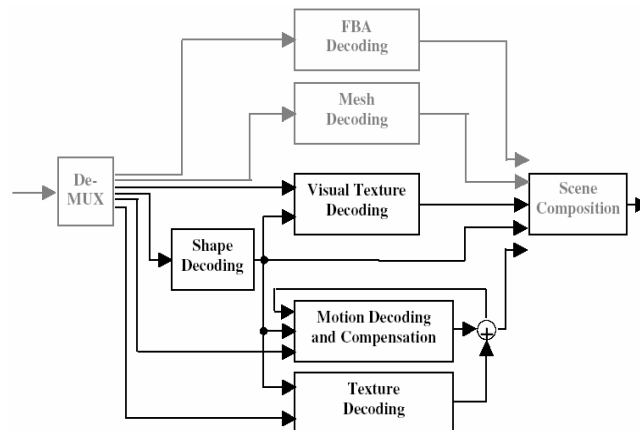 FBA
Decoding
Mesh
Decoding
De-
MUX
Visual Texture
Decoding
Scene
Composition
Shape
Decoding
Motion Decoding
and Compensation
+
Texture
Decoding